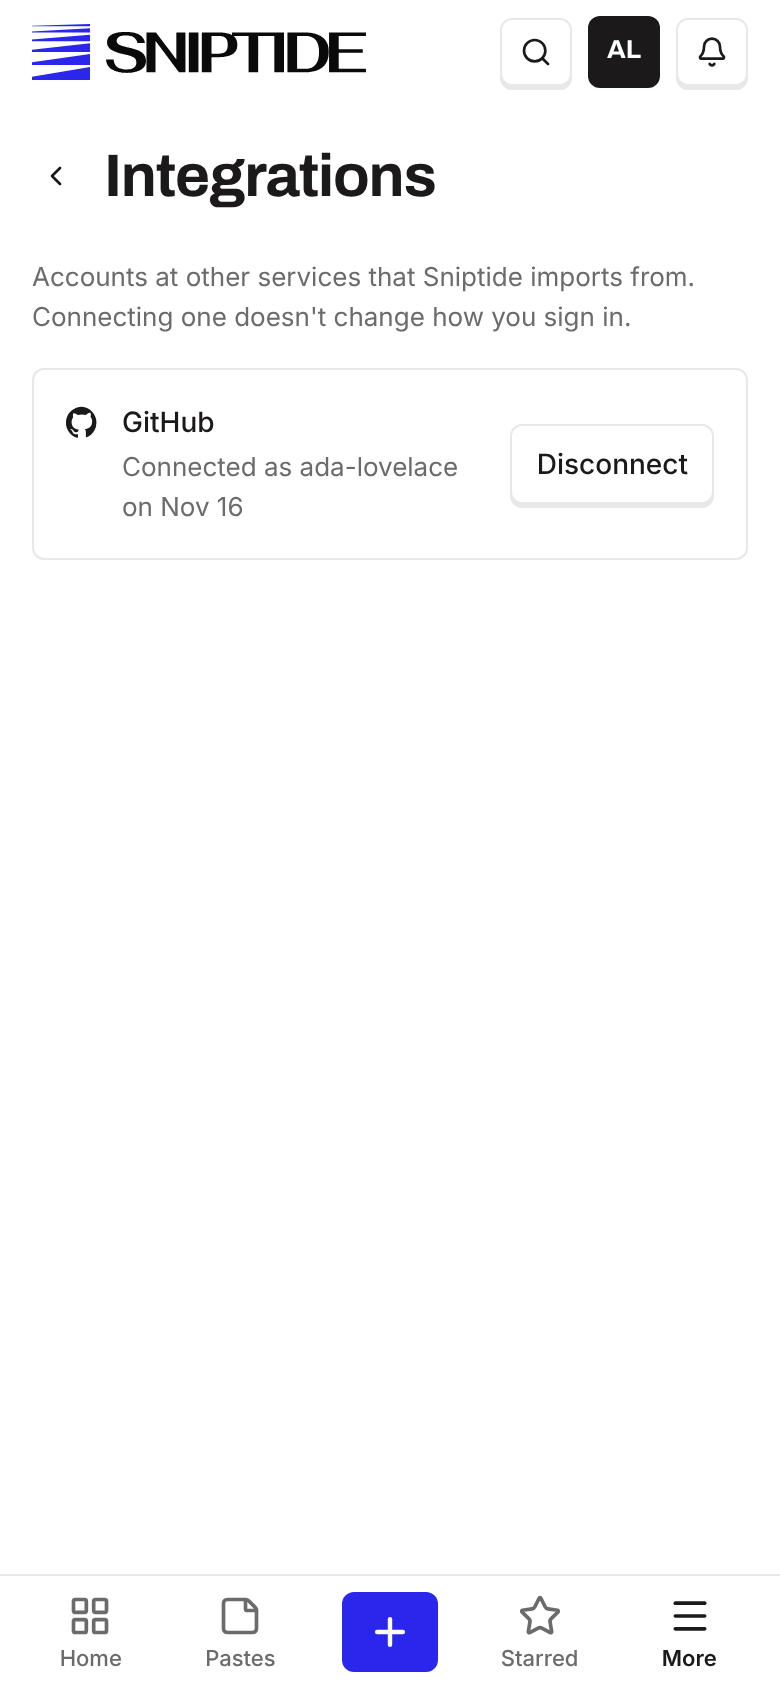 SNIPTIDE
AL
Integrations
Accounts at other services that Sniptide imports from.
Connecting one doesn't change how you sign in.
GitHub
Connected as ada-lovelace
on Nov 16
Disconnect
Home
Pastes
Starred
More